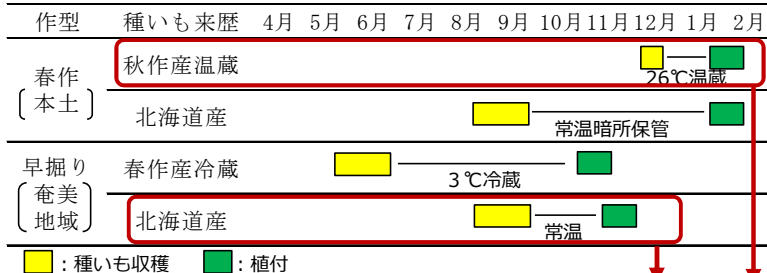 作型 種いも来歴 4月 5月 6月 7月 8月 9月 10月 11月 12月 1月 2月
春作
本土
秋作産温蔵
26℃温蔵
北海道産
常温暗所保管
早掘り
奄美
地域
春作産冷蔵
3℃冷蔵
北海道産
常温
:種いも収穫 :植付